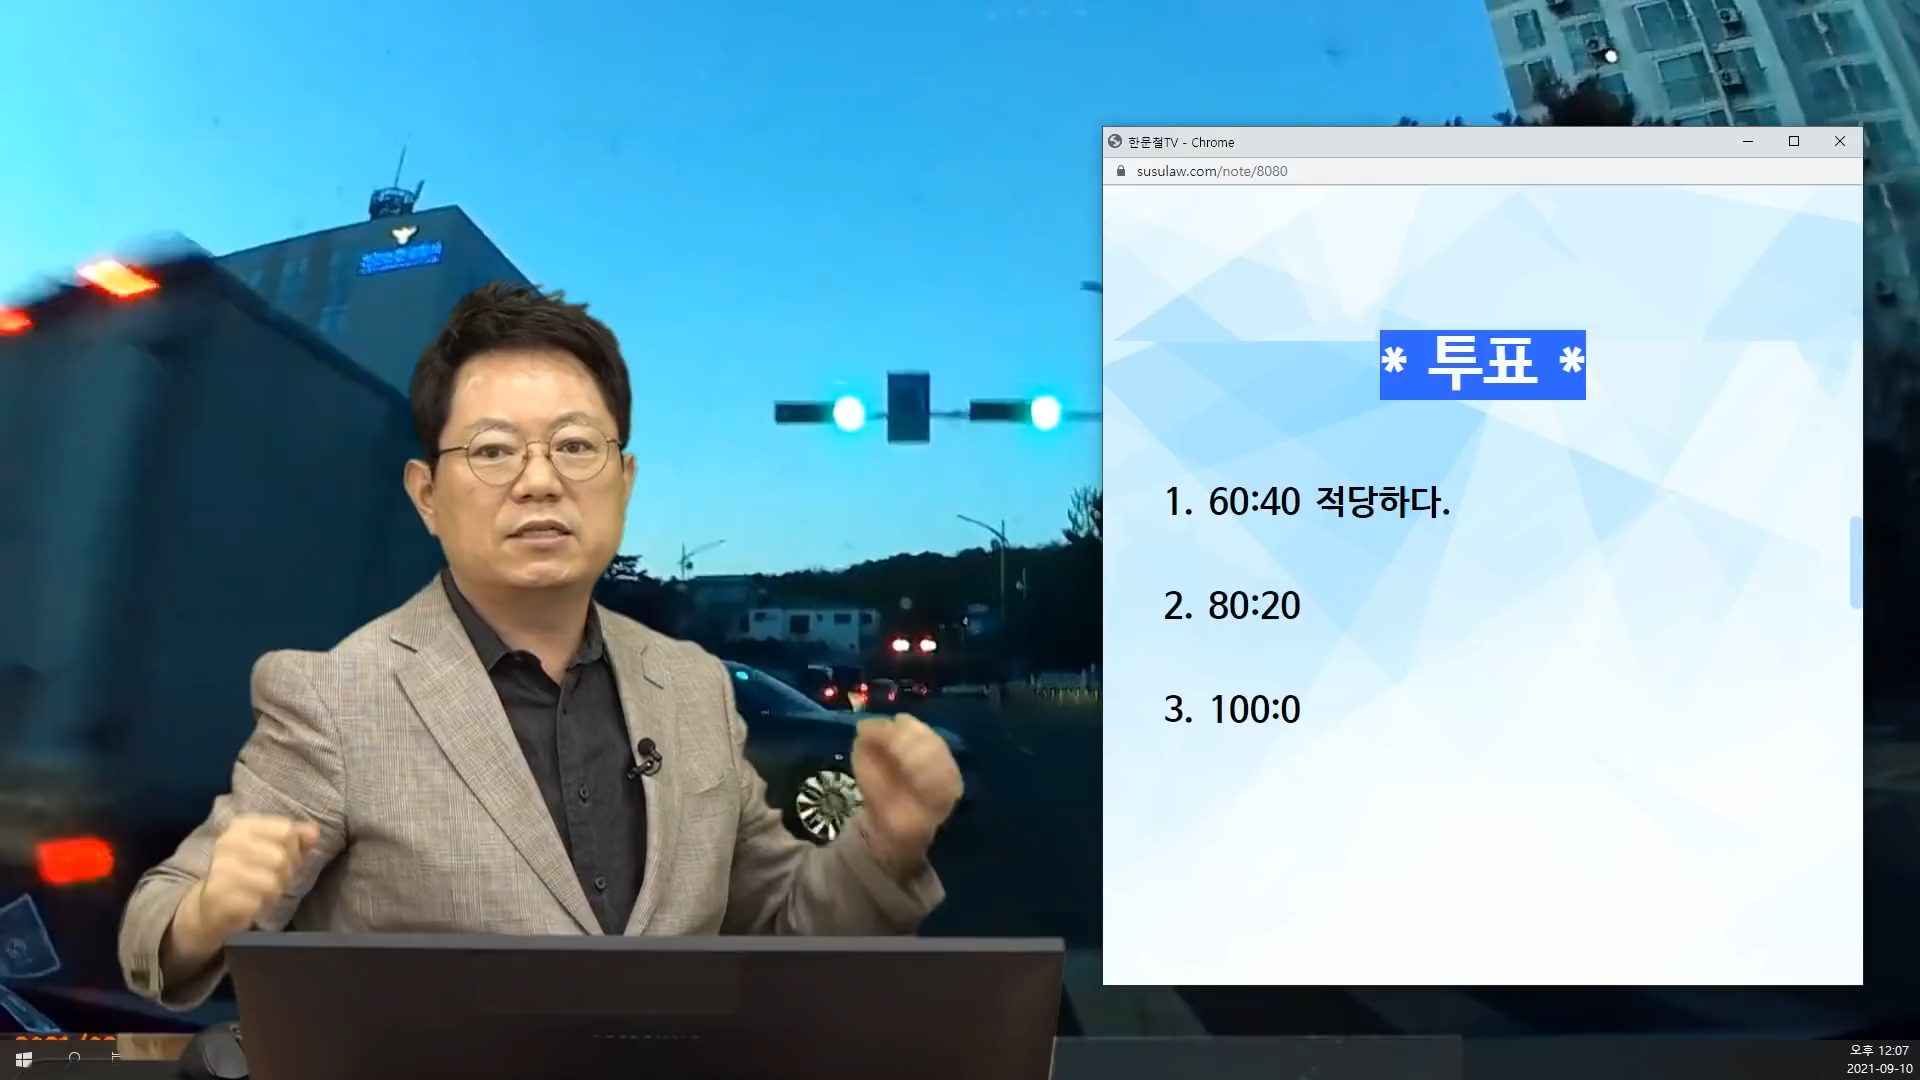 한문철TV - Chrome
susulaw.com/note/8080
* 투표 *
1. 60:40 적당하다.
2. 80:20
3. 100:0
오후 12:07
2021-09-10